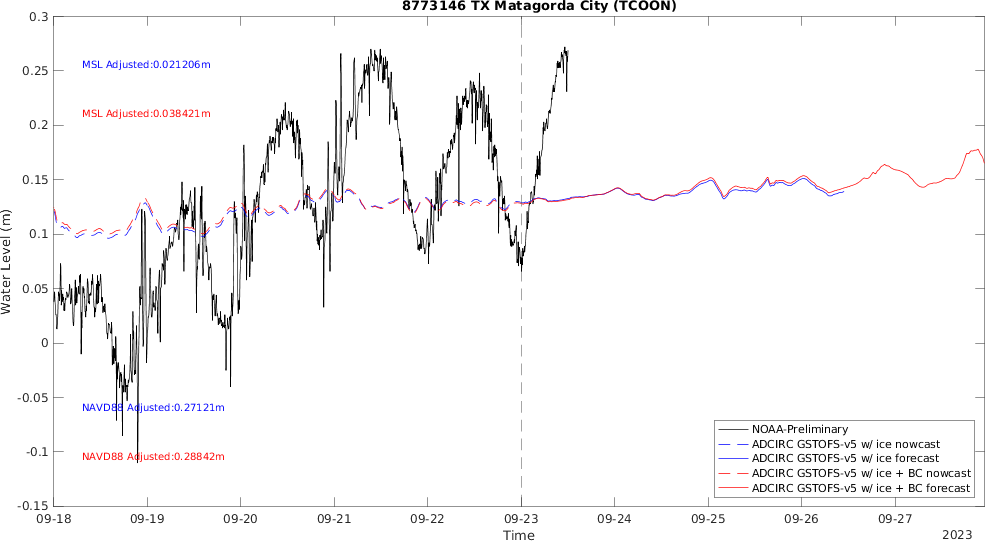 8773146 TX Matagorda City (TCOON)
0.3
0.25
0.2
0.15
0.1
0.05
0
-0.05
-0.1
-0.15
Water Level (m)
MSL Adjusted:0.021206m
MSL Adjusted:0.038421m
NAVD88 Adjusted:0.27121m
NAVD88 Adjusted:0.28842m
NOAA-Preliminary
ADCIRC GSTOFS-v5 w/ ice nowcast
ADCIRC GSTOFS-v5 w/ ice forecast
ADCIRC GSTOFS-v5 w/ ice + BC nowcast
ADCIRC GSTOFS-v5 w/ ice + BC forecast
09-18 09-19 09-20 09-21 09-22 09-23 09-24 09-25 09-26 09-27
Time
2023